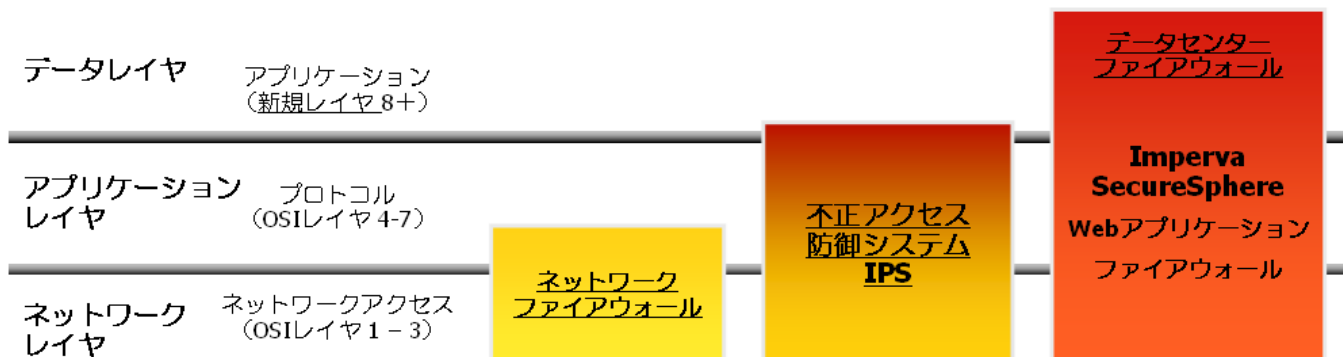 データレイヤ
アプリケーション
（新規レイヤ 8＋）
アプリケーション
レイヤ
プロトコル
（OSIレイヤ 4-7）
ネットワーク
レイヤ
ネットワークアクセス
（OSIレイヤ 1 – 3）
ネットワーク
ファイアウォール
不正アクセス
防御システム
IPS
データセンター
ファイアウォール
Imperva
SecureSphere
Webアプリケーション
ファイアウォール